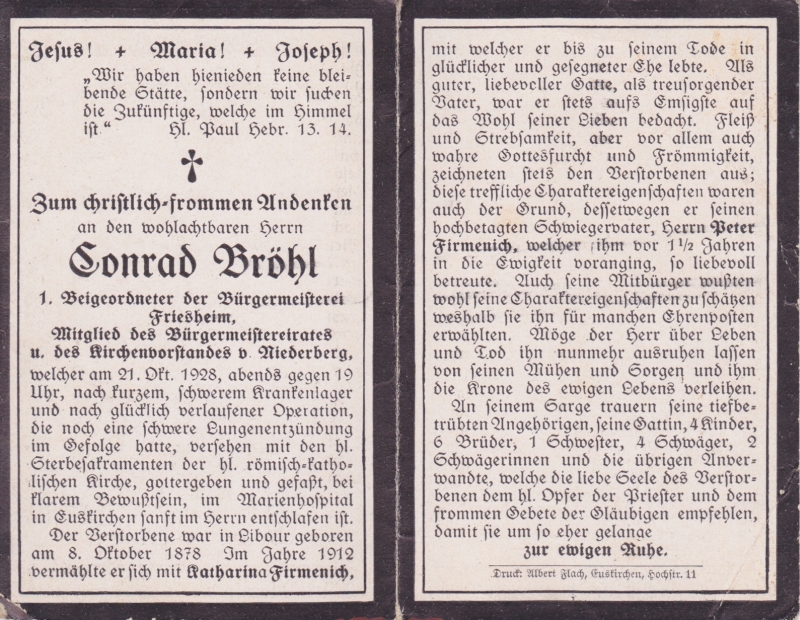 Jesus! + Maria! + Joseph!
„Wir haben hienieden keine blei-
bende Stätte, sondern wir suchen
die Zukünftige, welche im Himmel
ist.“ Hl. Paul Hebr. 13. 14.
Zum christlich-frommen Andenken
an den wohlachtbaren Herrn
Conrad Bröhl
1. Beigeordneter der Bürgermeisterei
Friesheim,
Mitglied des Bürgermeistereirates
u. des Kirchenvorstandes v. Niederberg,
welcher am 21. Okt. 1928, abends gegen 19
Uhr, nach kurzem, schwerem Krankenlager
und nach glücklich verlaufener Operation,
die noch eine schwere Lungenentzündung
im Gefolge hatte, versehen mit den hl.
Sterbesakramenten der hl. römisch-katho-
lischen Kirche, gottergeben und gefaßt, bei
klarem Bewußtsein, im Marienhospital
in Euskirchen sanft im Herrn entschlafen ist.
Der Verstorbene war in Libour geboren
am 8. Oktober 1878 Im Jahre 1912
vermählte er sich mit Katharina Firmenich,
mit welcher er bis zu seinem Tode in
glücklicher und gesegneter Ehe lebte. Als
guter, liebevoller Gatte, als treusorgender
Vater, war er stets aufs Emsigste auf
das Wohl seiner Lieben bedacht. Fleiß
und Strebsamkeit, aber vor allem auch
wahre Gottesfurcht und Frömmigkeit,
zeichneten stets den Verstorbenen aus;
diese treffliche Charaktereigenschaften waren
auch der Grund, dessetwegen er seinen
hochbetagten Schwiegervater, Herrn Peter
Firmenich, welcher ihm vor 1½ Jahren
in die Ewigkeit voranging, so liebevoll
betreute. Auch seine Mitbürger wußten
wohl seine Charaktereigenschaften zu schätzen
weshalb sie ihn für manchen Ehrenposten
erwählten. Möge der Herr über Leben
und Tod ihn nunmehr ausruhen lassen
von seinen Mühen und Sorgen und ihm
die Krone des ewigen Lebens verleihen.
An seinem Sarge trauern seine tiefbe-
trübten Angehörigen, seine Gattin, 4 Kinder,
6 Brüder, 1 Schwester, 4 Schwäger, 2
Schwägerinnen und die übrigen Anver-
wandte, welche die liebe Seele des Verstor-
benen dem hl. Opfer der Priester und dem
frommen Gebete der Gläubigen empfehlen,
damit sie um so eher gelange
zur ewigen Ruhe.
Druck: Albert Flach, Euskirchen, Hochstr. 11